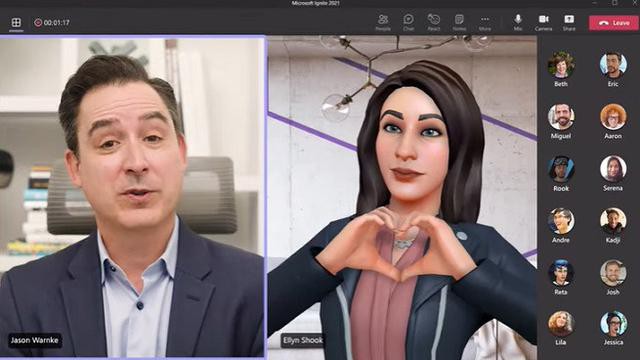 Microsoft Ignite 2021
00:01:17
People
Chat
React
Notes
More
Mic
Camera
Share
Leave
Beth
Eric
Miguel
Aaron
Rook
Serena
Andre
Kadji
Reta
Josh
Lila
Jessica
Jason Warnke
Ellyn Shook